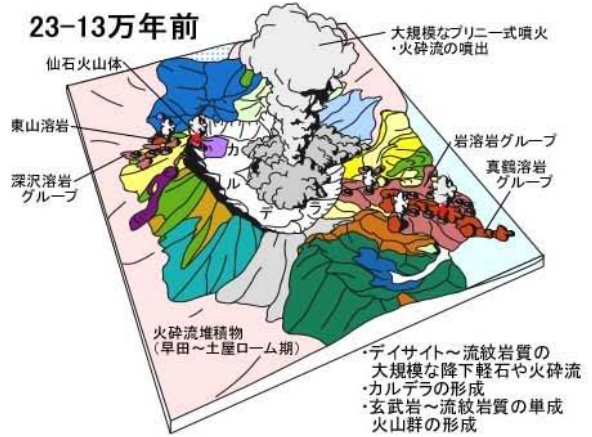 23-13万年前
大規模なプリニ一式噴火
・火砕流の噴出
仙石火山体
東山溶岩
深沢溶岩
グループ
カ
ル
デ
ラ
岩溶岩グループ
真鶴溶岩
グループ
火砕流堆積物
(早田～土屋ローム期)
・デイサイト～流紋岩質の
大規模な降下軽石や火砕流
・カルデラの形成
・玄武岩～流紋岩質の単成
火山群の形成